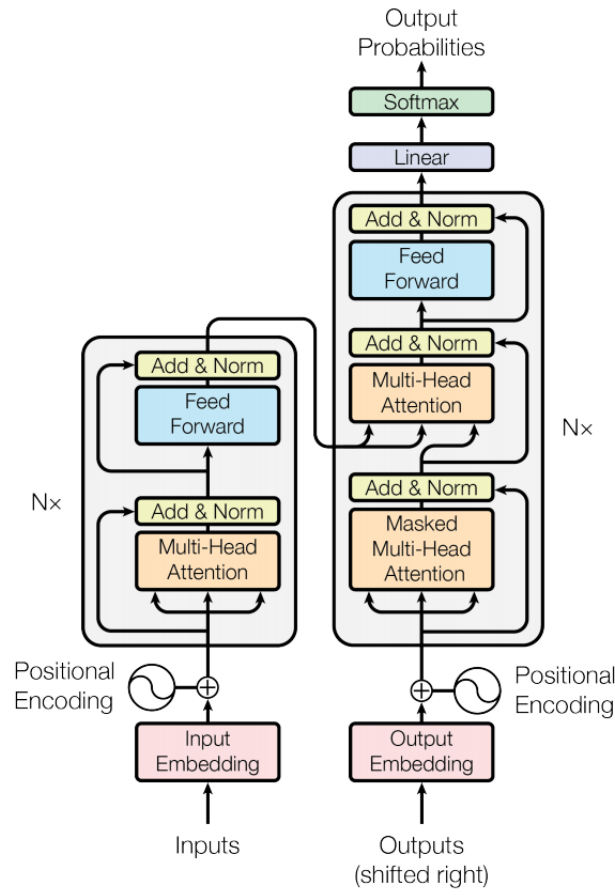 Output
Probabilities
Softmax
Linear
Add & Norm
Feed
Forward
Add & Norm
Multi-Head
Attention
Add & Norm
Masked
Multi-Head
Attention
Nx
Add & Norm
Feed
Forward
Add & Norm
Multi-Head
Attention
Nx
Positional
Encoding
Positional
Encoding
Input
Embedding
Output
Embedding
Inputs
Outputs
(shifted right)